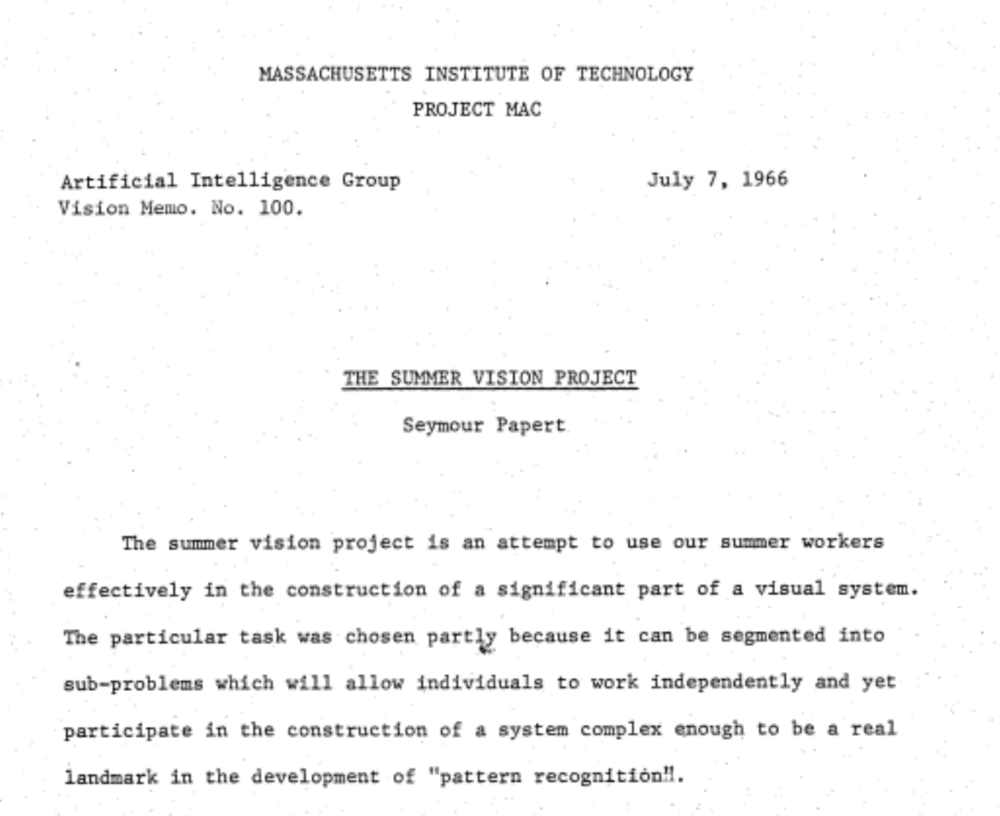 MASSACHUSETTS INSTITUTE OF TECHNOLOGY
PROJECT MAC
Artificial Intelligence Group July 7, 1966
Vision Memo. No. 100.
THE SUMMER VISION PROJECT
Seymour Papert
The summer vision project is an attempt to use our summer workers
effectively in the construction of a significant part of a visual system.
The particular task was chosen partly because it can be segmented into
sub-problems which will allow individuals to work independently and yet
participate in the construction of a system complex enough to be a real
landmark in the development of "pattern recognition".